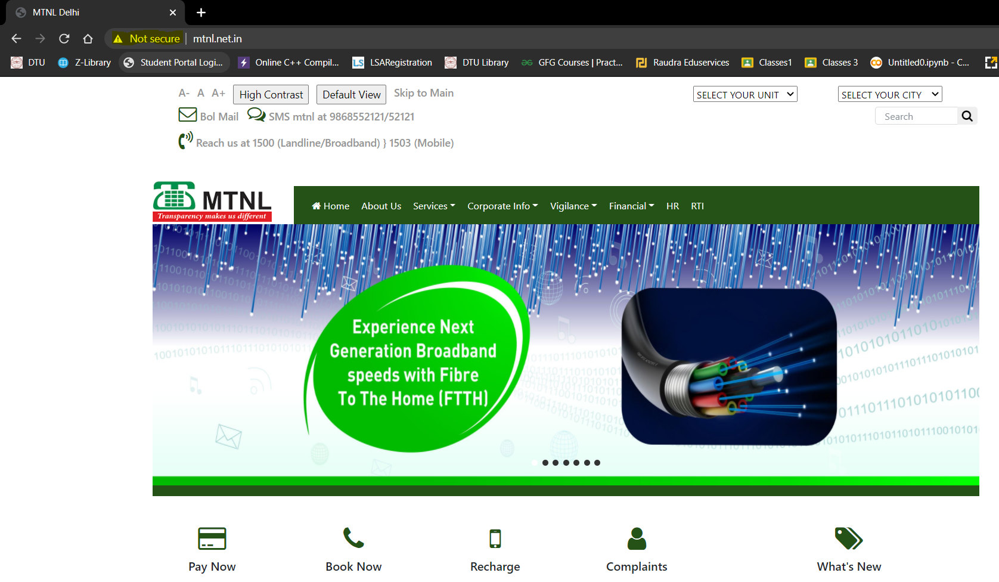 MTNL Delhi
Not secure | mtnl.net.in
DTU Z-Library Student Portal Logi... Online C++ Compil... LSARegistration DTU Library GFG Courses | Pract... Raudra Eduservices Classes1 Classes 3 Untitled0.ipynb - C...
A- A A+ High Contrast Default View Skip to Main SELECT YOUR UNIT SELECT YOUR CITY
Bol Mail SMS mtnl at 9868552121/52121 Search
Reach us at 1500 (Landline/Broadband) } 1503 (Mobile)
MTNL
Transparency makes us different
Home About Us Services Corporate Info Vigilance Financial HR RTI
Experience Next
Generation Broadband
speeds with Fibre
To The Home (FTTH)
Pay Now Book Now Recharge Complaints What's New